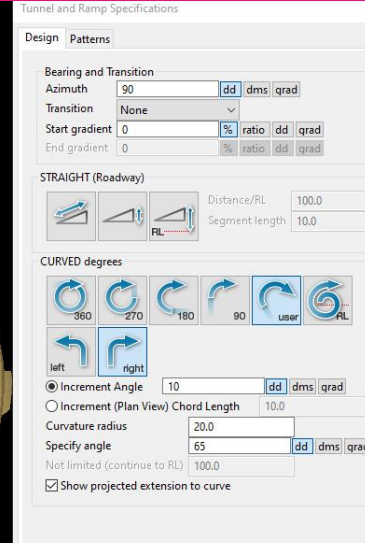 Tunnel and Ramp Specifications
Design Patterns
Bearing and Transition
Azimuth 90 dd dms grad
Transition None
Start gradient 0 % ratio dd grad
End gradient 0 % ratio dd grad
STRAIGHT (Roadway)
Distance/RL 100.0
Segment length 10.0
RL
CURVED degrees
360 270 180 90 user RL
left right
Increment Angle 10 dd dms grad
Increment (Plan View) Chord Length 10.0
Curvature radius 20.0
Specify angle 65 dd dms grad
Not limited (continue to RL) 100.0
Show projected extension to curve